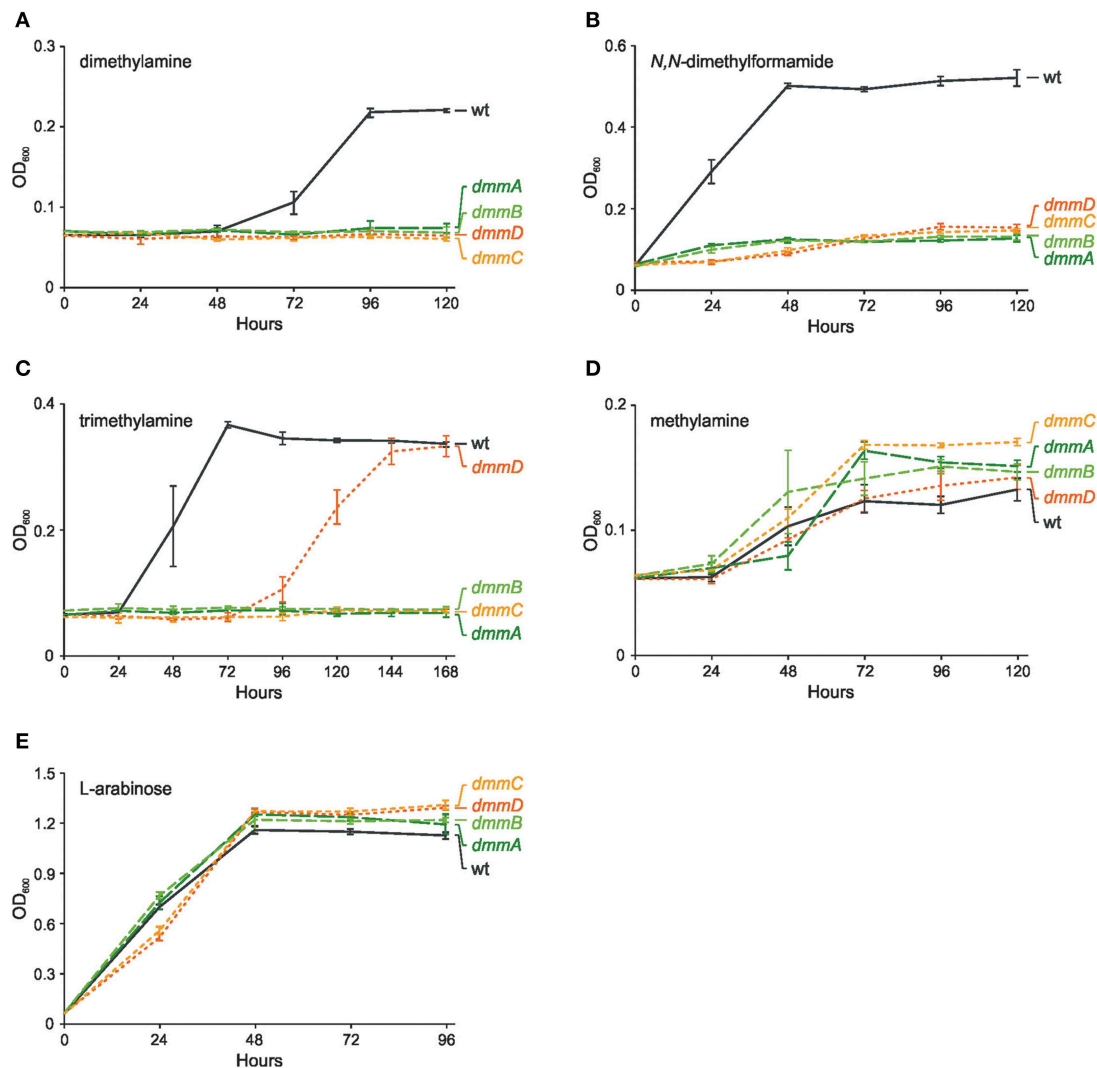 A
dimethylamine
0.3
0.2
0.1
0
OD600
0 24 48 72 96 120
Hours
wt
dmmA
dmmB
dmmD
dmmC
B
N,N-dimethylformamide
0.6
0.4
0.2
0
OD600
0 24 48 72 96 120
Hours
wt
dmmD
dmmC
dmmB
dmmA
C
trimethylamine
0.4
0.2
0
OD600
0 24 48 72 96 120 144 168
Hours
wt
dmmD
dmmB
dmmC
dmmA
D
methylamine
0.2
0.1
0
OD600
0 24 48 72 96 120
Hours
dmmC
dmmA
dmmB
dmmD
wt
E
L-arabinose
1.5
1.2
0.9
0.6
0.3
0
OD600
0 24 48 72 96
Hours
dmmC
dmmD
dmmB
dmmA
wt